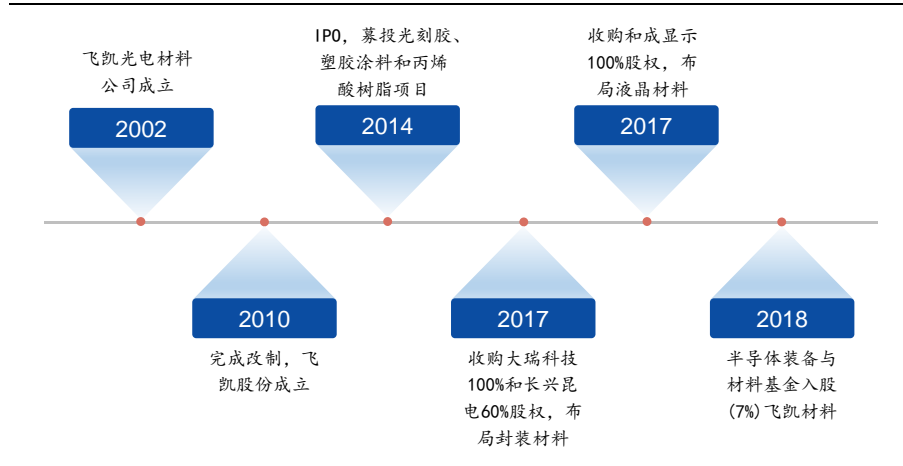 飞凯光电材料
公司成立
2002
IPO，募投光刻胶、
塑胶涂料和丙烯
酸树脂项目
2014
收购和成显示
100%股权，布
局液晶材料
2017
2010
完成改制，飞
凯股份成立
2017
收购大瑞科技
100%和长兴昆
电60%股权，布
局封装材料
2018
半导体装备与
材料基金入股
(7%)飞凯材料